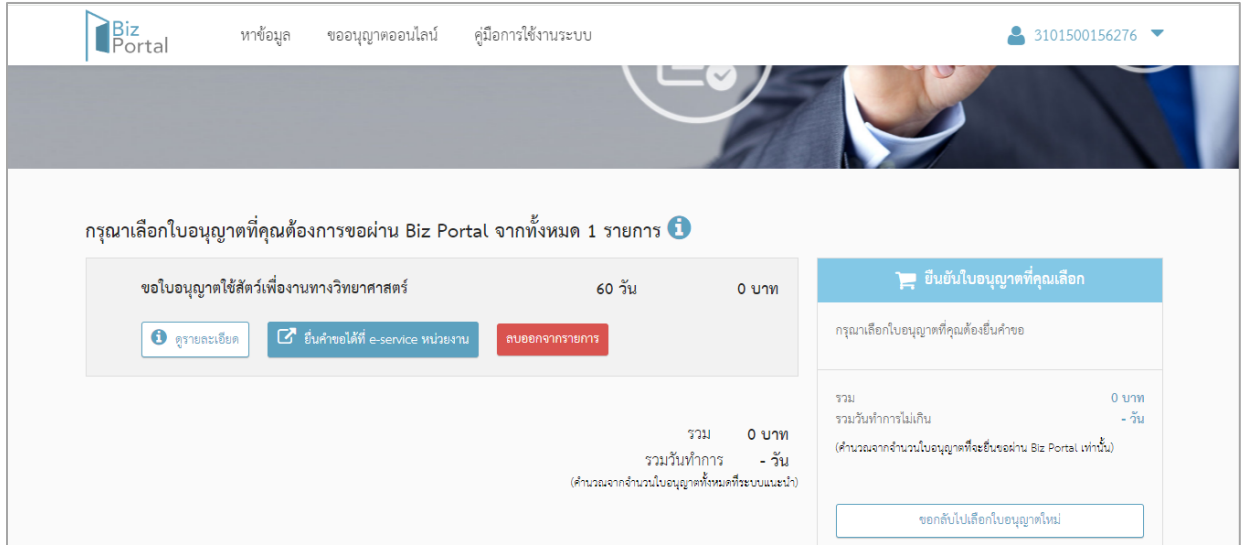 Biz
Portal
หาข้อมูล ขออนุญาตออนไลน์ คู่มือการใช้งานระบบ 3101500156276
กรุณาเลือกใบอนุญาตที่คุณต้องการขอผ่าน Biz Portal จากทั้งหมด 1 รายการ
ขอใบอนุญาตใช้สัตว์เพื่องานทางวิทยาศาสตร์ 60 วัน 0 บาท
ดูรายละเอียด ยื่นคำขอได้ที่ e-service หน่วยงาน ลบออกจากรายการ
รวม 0 บาท
รวมวันทำการ - วัน
(คำนวณจากจำนวนใบอนุญาตทั้งหมดที่ระบบแนะนำ)
ยืนยันใบอนุญาตที่คุณเลือก
กรุณาเลือกใบอนุญาตที่คุณต้องยื่นคำขอ
รวม 0 บาท
รวมวันทำการไม่เกิน - วัน
(คำนวณจากจำนวนใบอนุญาตที่จะยื่นขอผ่าน Biz Portal เท่านั้น)
ขอกลับไปเลือกใบอนุญาตใหม่